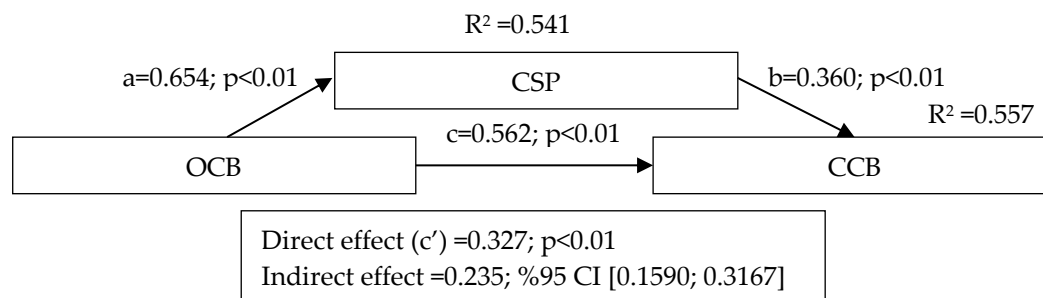 R² =0.541
a=0.654; p<0.01
CSP
b=0.360; p<0.01
R² =0.557
c=0.562; p<0.01
OCB
CCB
Direct effect (c’) =0.327; p<0.01
Indirect effect =0.235; %95 CI [0.1590; 0.3167]